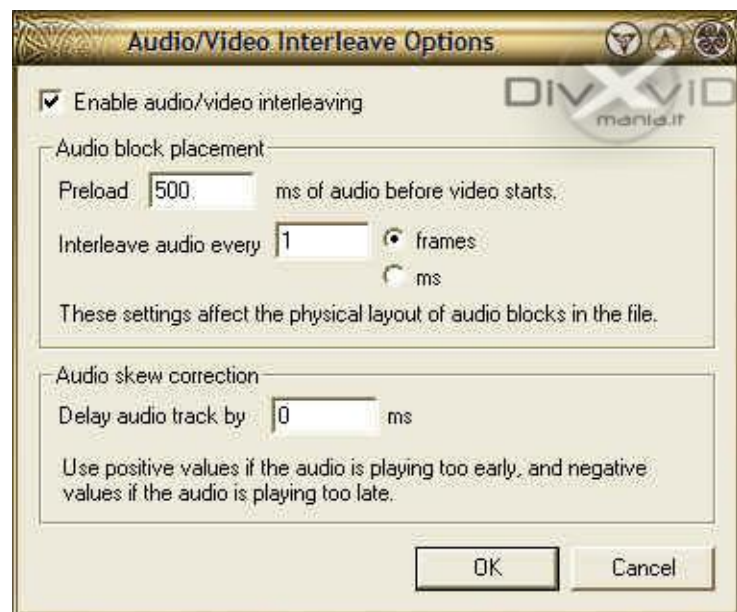 Audio/Video Interleave Options
DivXviD
mania.it
Enable audio/video interleaving
Audio block placement
Preload 500. ms of audio before video starts.
Interleave audio every 1 frames
ms
These settings affect the physical layout of audio blocks in the file.
Audio skew correction
Delay audio track by 0 ms
Use positive values if the audio is playing too early, and negative
values if the audio is playing too late.
OK Cancel